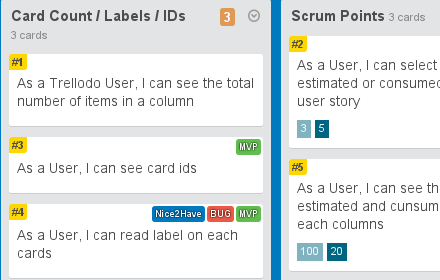 Card Count / Labels / IDs
3
3 cards
#1
As a Trellodo User, I can see the total
number of items in a column
#3
MVP
As a User, I can see card ids
#4
Nice2Have BUG MVP
As a User, I can read label on each
cards
Scrum Points 3 cards
#2
As a User, I can select
estimated or consumed
user story
3 5
#5
As a User, I can see th
estimated and cunsum
each columns
100 20